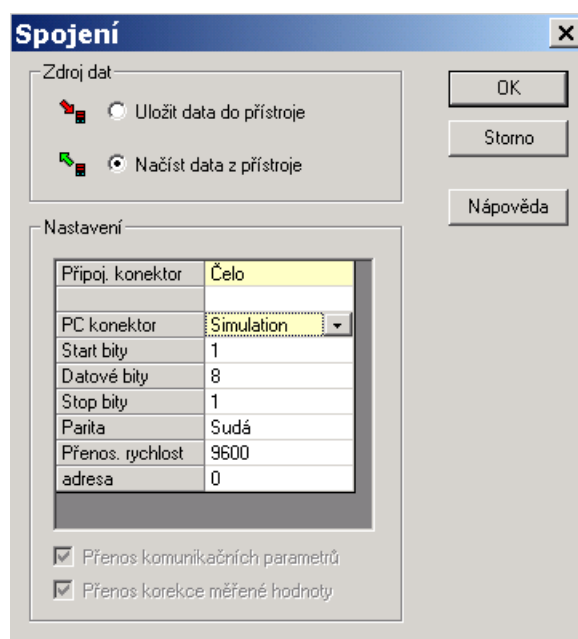 Spojení
Zdroj dat
Uložit data do přístroje
Načíst data z přístroje
OK
Storno
Nápověda
Nastavení
Připoj. konektor Čelo
PC konektor Simulation
Start bity 1
Datové bity 8
Stop bity 1
Parita Sudá
Přenos. rychlost 9600
adresa 0
Přenos komunikačních parametrů
Přenos korekce měřené hodnoty